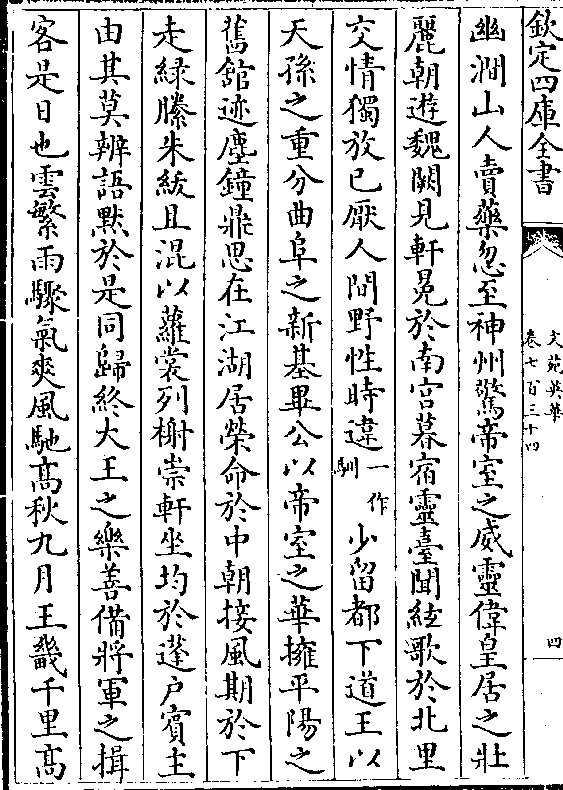 欽定四庫全書
文苑英華
卷七百三十四
四
幽澗山人賣藥忽至神州驚帝室之威靈偉皇居之壯
麗朝遊魏闕見軒冕於南宫暮宿靈臺聞絃歌於北里
交情獨放已厭人間野性時違一作馴少留都下道王以
天孫之重分曲阜之新基畢公以帝室之華擁平陽之
舊館迹塵鐘鼎思在江湖居榮命於中朝接風期於下
走緑縢朱紱且混以蘿裳列榭崇軒坐均於蓬户賓主
由其莫辨語黙於是同歸終大王之樂善備將軍之揖
客是日也雲繁雨驟氣爽風馳髙秋九月王畿千里髙